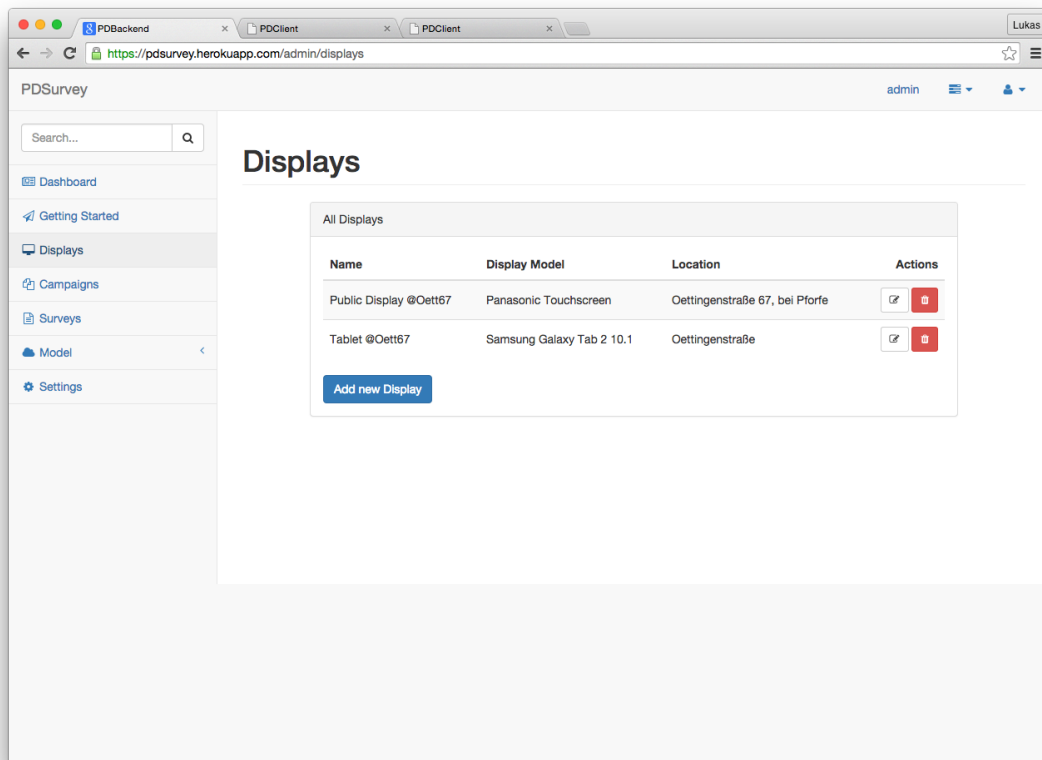 PDBackend
PDClient
PDClient
Lukas
https://pdsurvey.herokuapp.com/admin/displays
PDSurvey
admin
Search...
Dashboard
Getting Started
Displays
Campaigns
Surveys
Model
Settings
Displays
All Displays
Name Display Model Location Actions
Public Display @Oett67 Panasonic Touchscreen Oettingenstraße 67, bei Pforfe
Tablet @Oett67 Samsung Galaxy Tab 2 10.1 Oettingenstraße
Add new Display